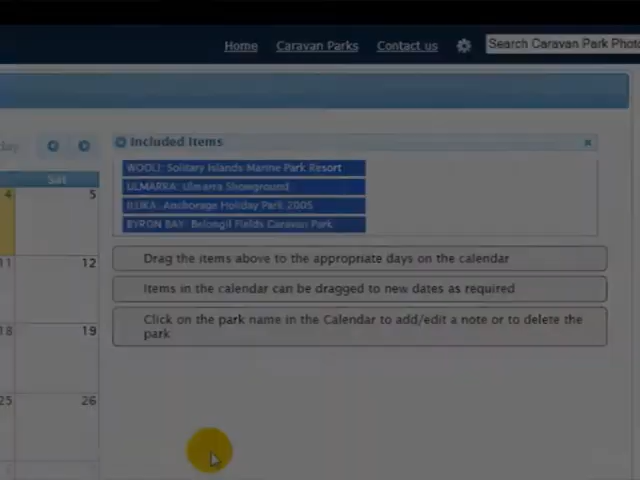 Home Caravan Parks Contact us Search Caravan Park Photo
Included Items
Sat
4 5
WOOLI: Solitary Islands Marine Park Resort
ULMARRA: Ulmarra Showground
ILUKA: Anchorage Holiday Park 2005
BYRON BAY: Belongil Fields Caravan Park
11 12
Drag the items above to the appropriate days on the calendar
Items in the calendar can be dragged to new dates as required
18 19
Click on the park name in the Calendar to add/edit a note or to delete the
park
25 26